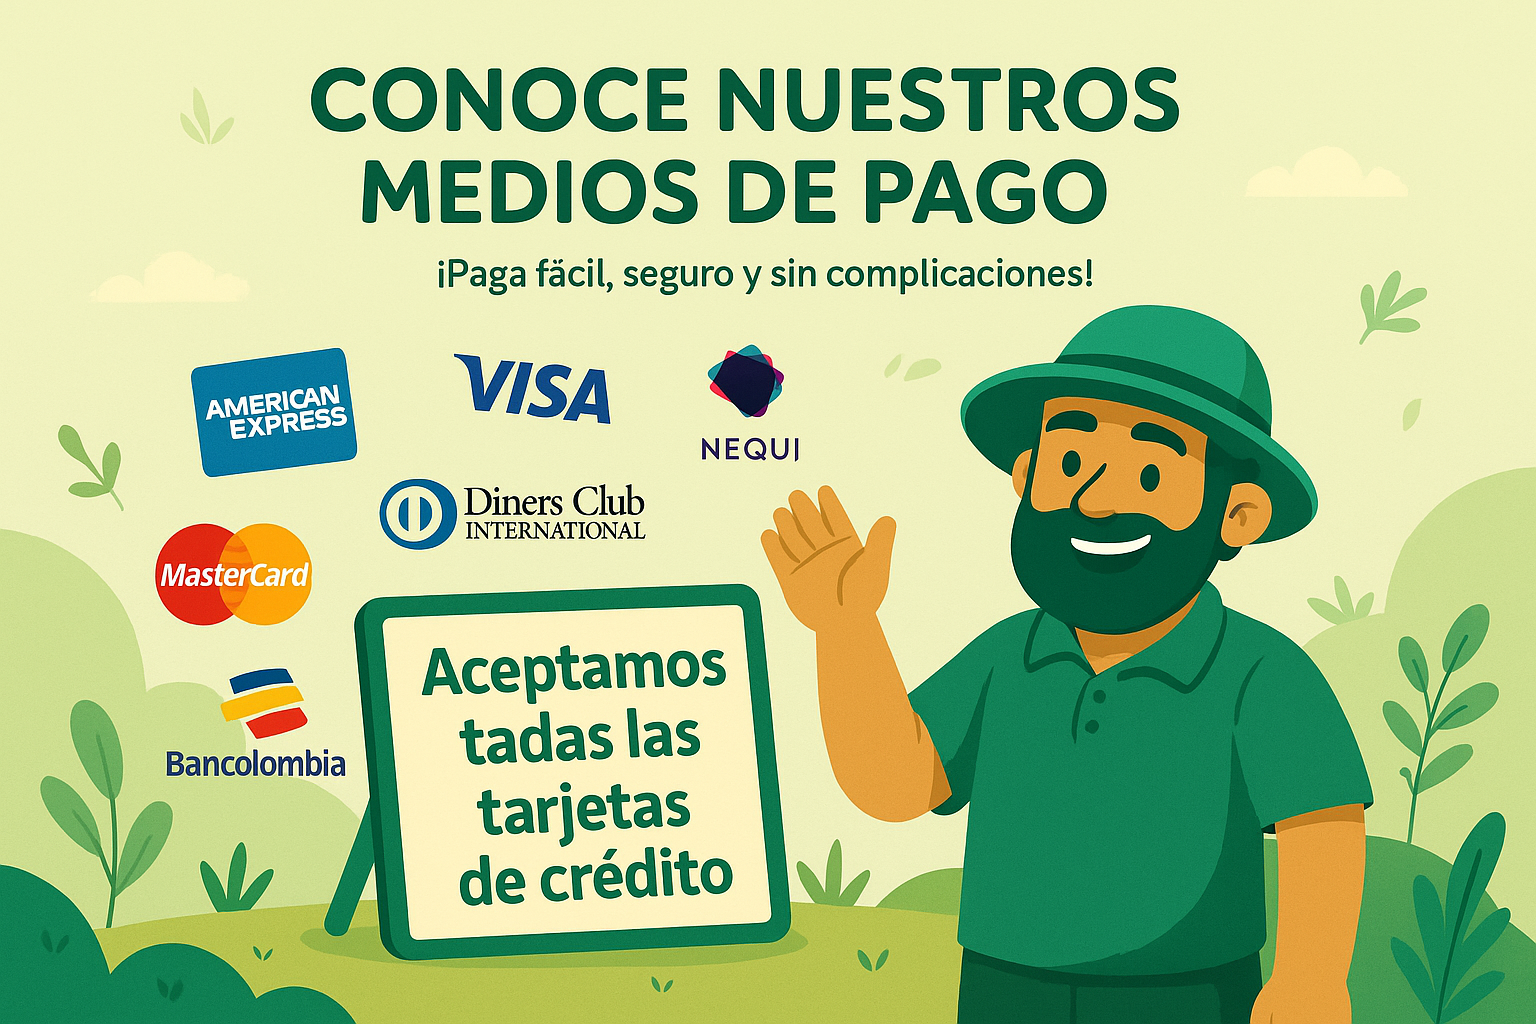 CONOCE NUESTROS
MEDIOS DE PAGO
¡Paga fäcil, seguro y sin complicaciones!
AMERICAN
EXPRESS
VISA
NEQUI
Diners Club
INTERNATIONAL
MasterCard
Bancolombia
Aceptamos
tadas las
tarjetas
de crédito